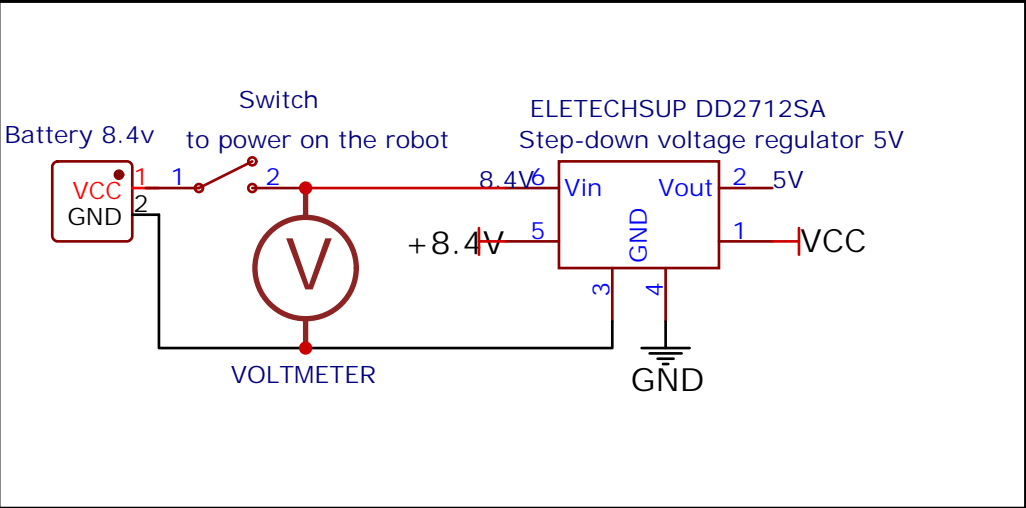 Switch
to power on the robot
ELETECHSUP DD2712SA
Step-down voltage regulator 5V
Battery 8.4v
VCC
GND
1
2
1
2
8.4V
6
Vin
Vout
2
5V
+8.4V
5
GND
1
VCC
V
3
4
GND
VOLTMETER